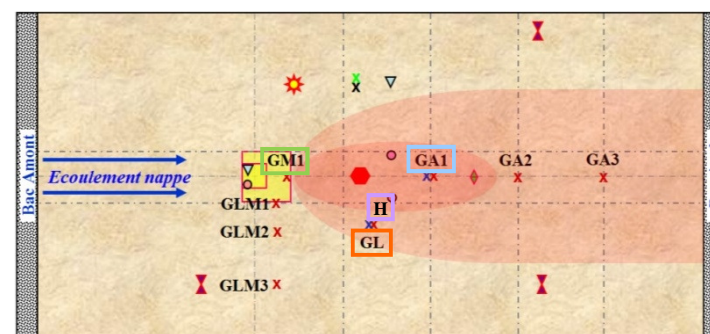 GM1
GA1
GA2
GA3
Bac Amont
Ecoulement nappe
GLM1
H
GLM2
GL
GLM3